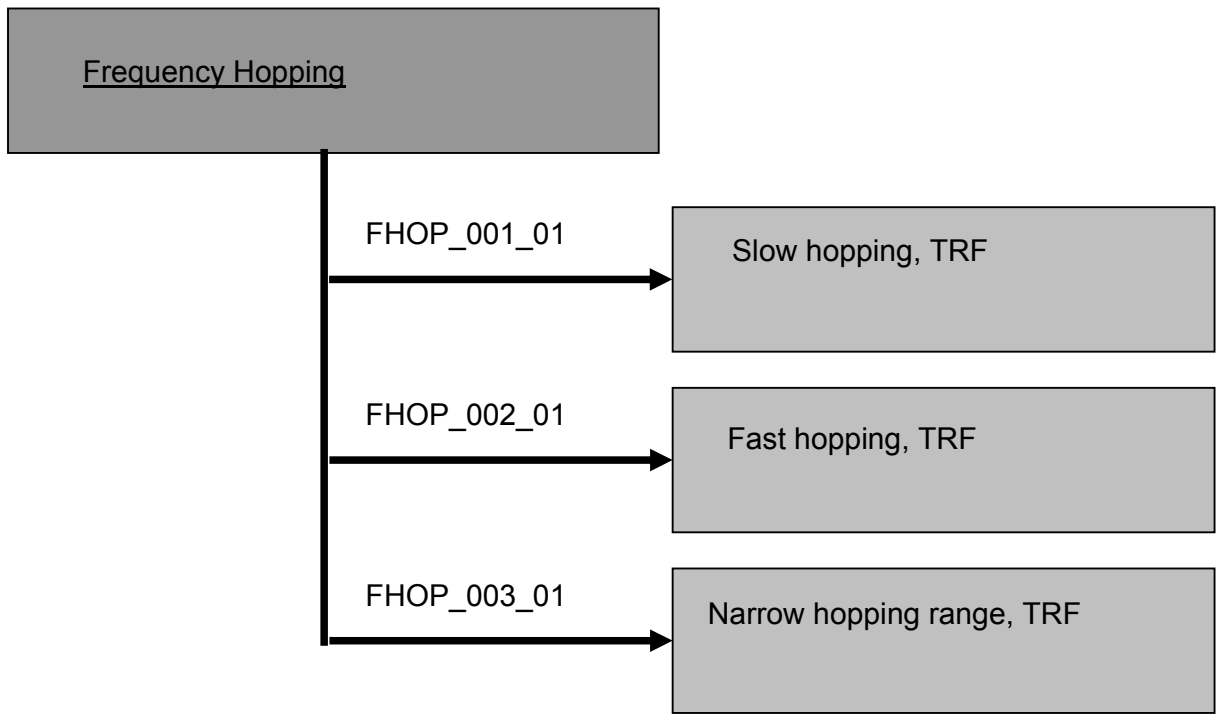 Frequency Hopping
FHOP_001_01
Slow hopping, TRF
FHOP_002_01
Fast hopping, TRF
FHOP_003_01
Narrow hopping range, TRF